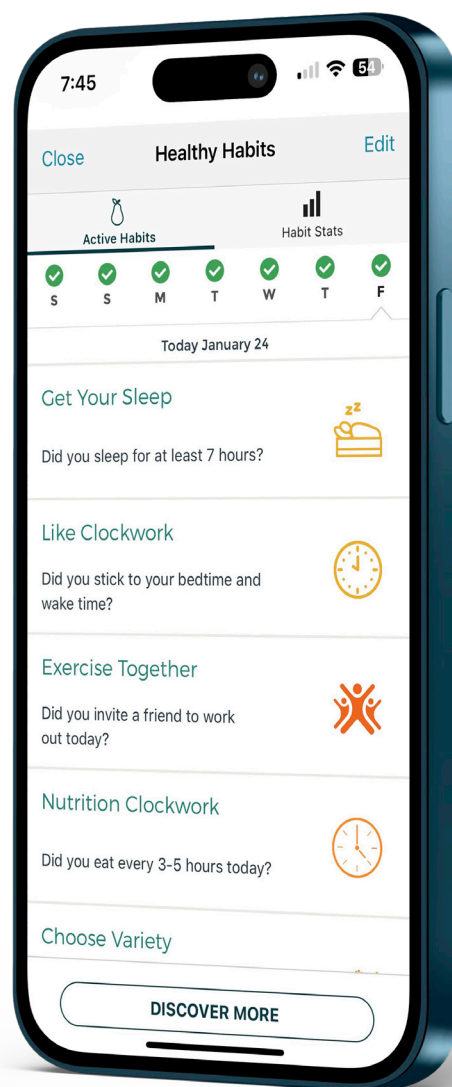 7:45
54
Close
Healthy Habits
Edit
Active Habits
Habit Stats
S S M T W T F
Today January 24
Get Your Sleep
zz
Did you sleep for at least 7 hours?
Like Clockwork
Did you stick to your bedtime and
wake time?
Exercise Together
Did you invite a friend to work
out today?
Nutrition Clockwork
Did you eat every 3-5 hours today?
Choose Variety
DISCOVER MORE